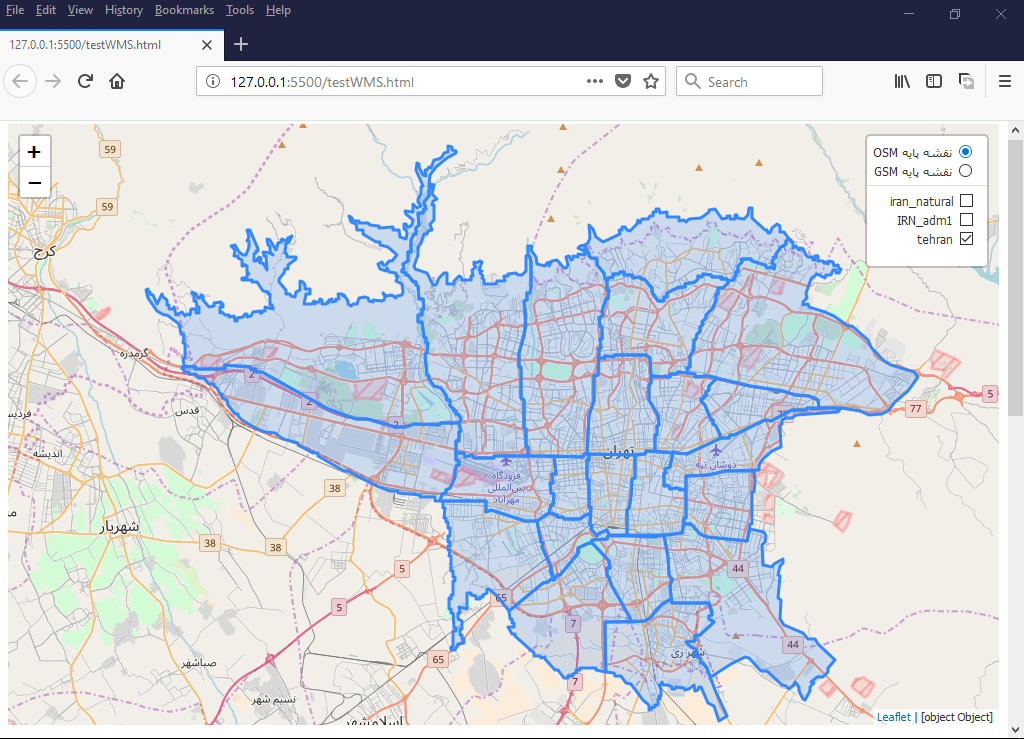 File Edit View History Bookmarks Tools Help
127.0.0.1:5500/testWMS.html
127.0.0.1:5500/testWMS.html
Search
+
−
نقشه پایه OSM
نقشه پایه GSM
iran_natural
IRN_adm1
tehran
59
59
کرج
گرمدره
قدس
اندیشه
شهریار
صباشهر
نسیم شهر
اسلامشهر
تهران
دوشان تپه
فرودگاه
بین‌المللی
مهرآباد
شهر ری
2
2
2
38
38
38
5
5
5
65
65
7
7
44
44
77
Leaflet | [object Object]